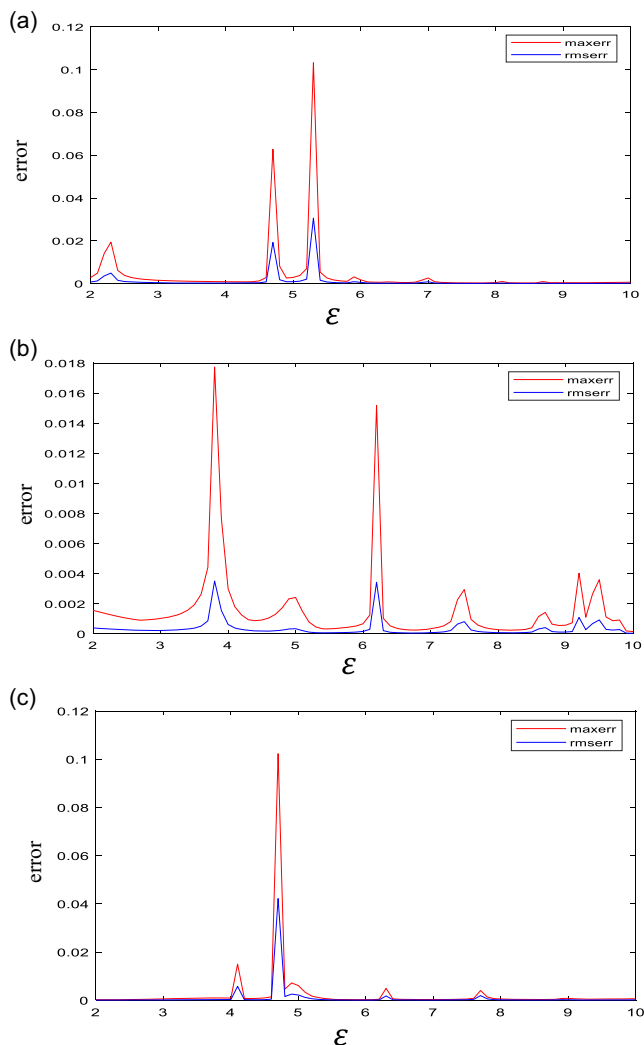 (a)
0.12
0.1
0.08
0.06
0.04
0.02
0
error
maxerr
rmserr
2 3 4 5 6 7 8 9 10
ε
(b)
0.018
0.016
0.014
0.012
0.01
0.008
0.006
0.004
0.002
0
error
maxerr
rmserr
2 3 4 5 6 7 8 9 10
ε
(c)
0.12
0.1
0.08
0.06
0.04
0.02
0
error
maxerr
rmserr
2 3 4 5 6 7 8 9 10
ε